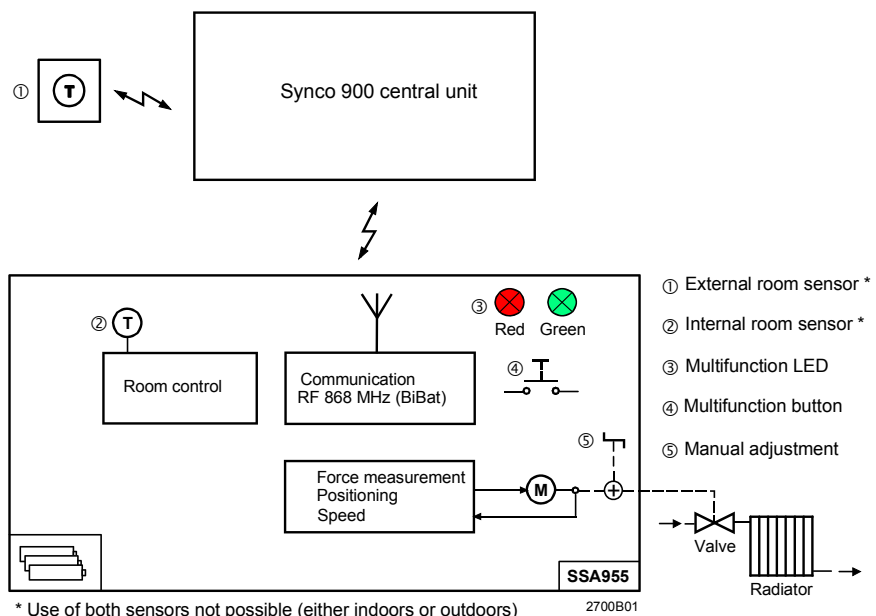 ① T
Synco 900 central unit
② T
Room control
Communication
RF 868 MHz (BiBat)
③
Red Green
④
⑤
Force measurement
Positioning
Speed
M
SSA955
① External room sensor *
② Internal room sensor *
③ Multifunction LED
④ Multifunction button
⑤ Manual adjustment
Valve
Radiator
* Use of both sensors not possible (either indoors or outdoors)
2700B01